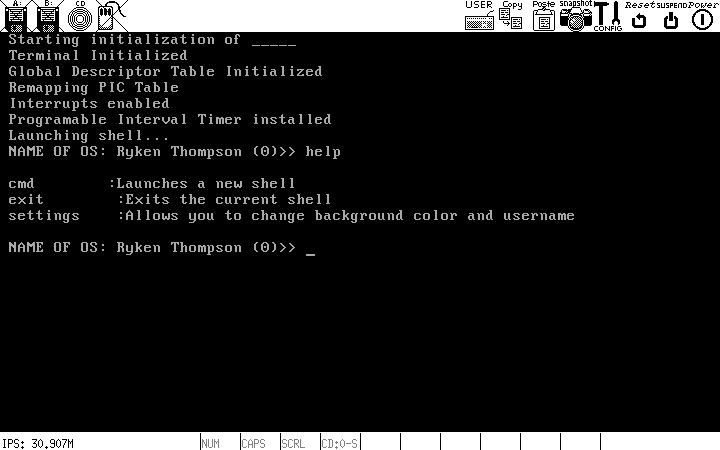 A: B: CD USER Copy Paste Snapshot CONFIG Reset SUSPEND Power
Starting initialization of _____
Terminal Initialized
Global Descriptor Table Initialized
Remapping PIC Table
Interrupts enabled
Programable Interval Timer installed
Launching shell...
NAME OF OS: Ryken Thompson (0)>> help
cmd :Launches a new shell
exit :Exits the current shell
settings :Allows you to change background color and username
NAME OF OS: Ryken Thompson (0)>> _
IPS: 30.907M NUM CAPS SCRL CD:0-S